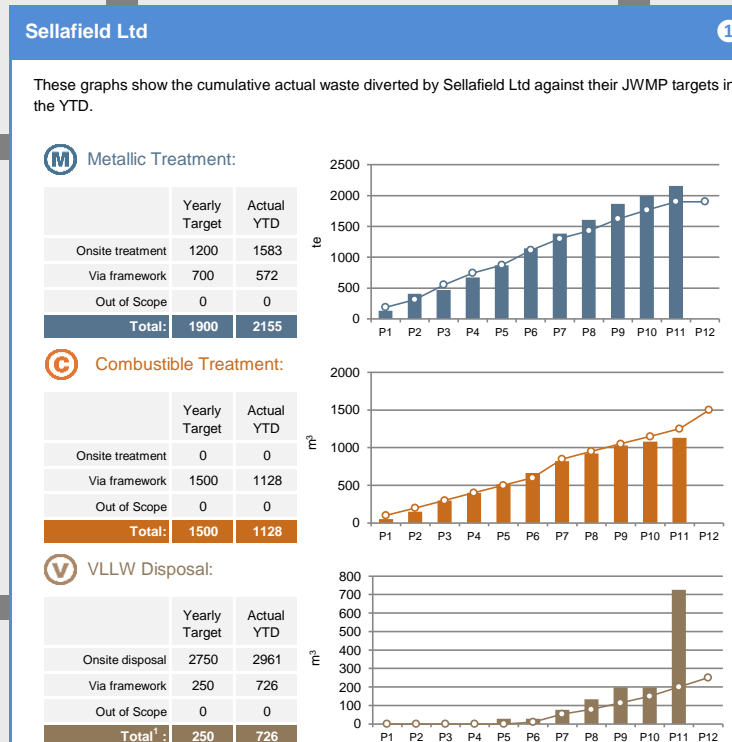 Sellafield Ltd
1
These graphs show the cumulative actual waste diverted by Sellafield Ltd against their JWMP targets in
the YTD.
M Metallic Treatment:
Yearly Target Actual YTD
Onsite treatment 1200 1583
Via framework 700 572
Out of Scope 0 0
Total: 1900 2155
2500
2000
1500
1000
500
0
te
P1 P2 P3 P4 P5 P6 P7 P8 P9 P10 P11 P12
C Combustible Treatment:
Yearly Target Actual YTD
Onsite treatment 0 0
Via framework 1500 1128
Out of Scope 0 0
Total: 1500 1128
2000
1500
1000
500
0
m³
P1 P2 P3 P4 P5 P6 P7 P8 P9 P10 P11 P12
V VLLW Disposal:
Yearly Target Actual YTD
Onsite disposal 2750 2961
Via framework 250 726
Out of Scope 0 0
Total¹ : 250 726
800
700
600
500
400
300
200
100
0
m³
P1 P2 P3 P4 P5 P6 P7 P8 P9 P10 P11 P12